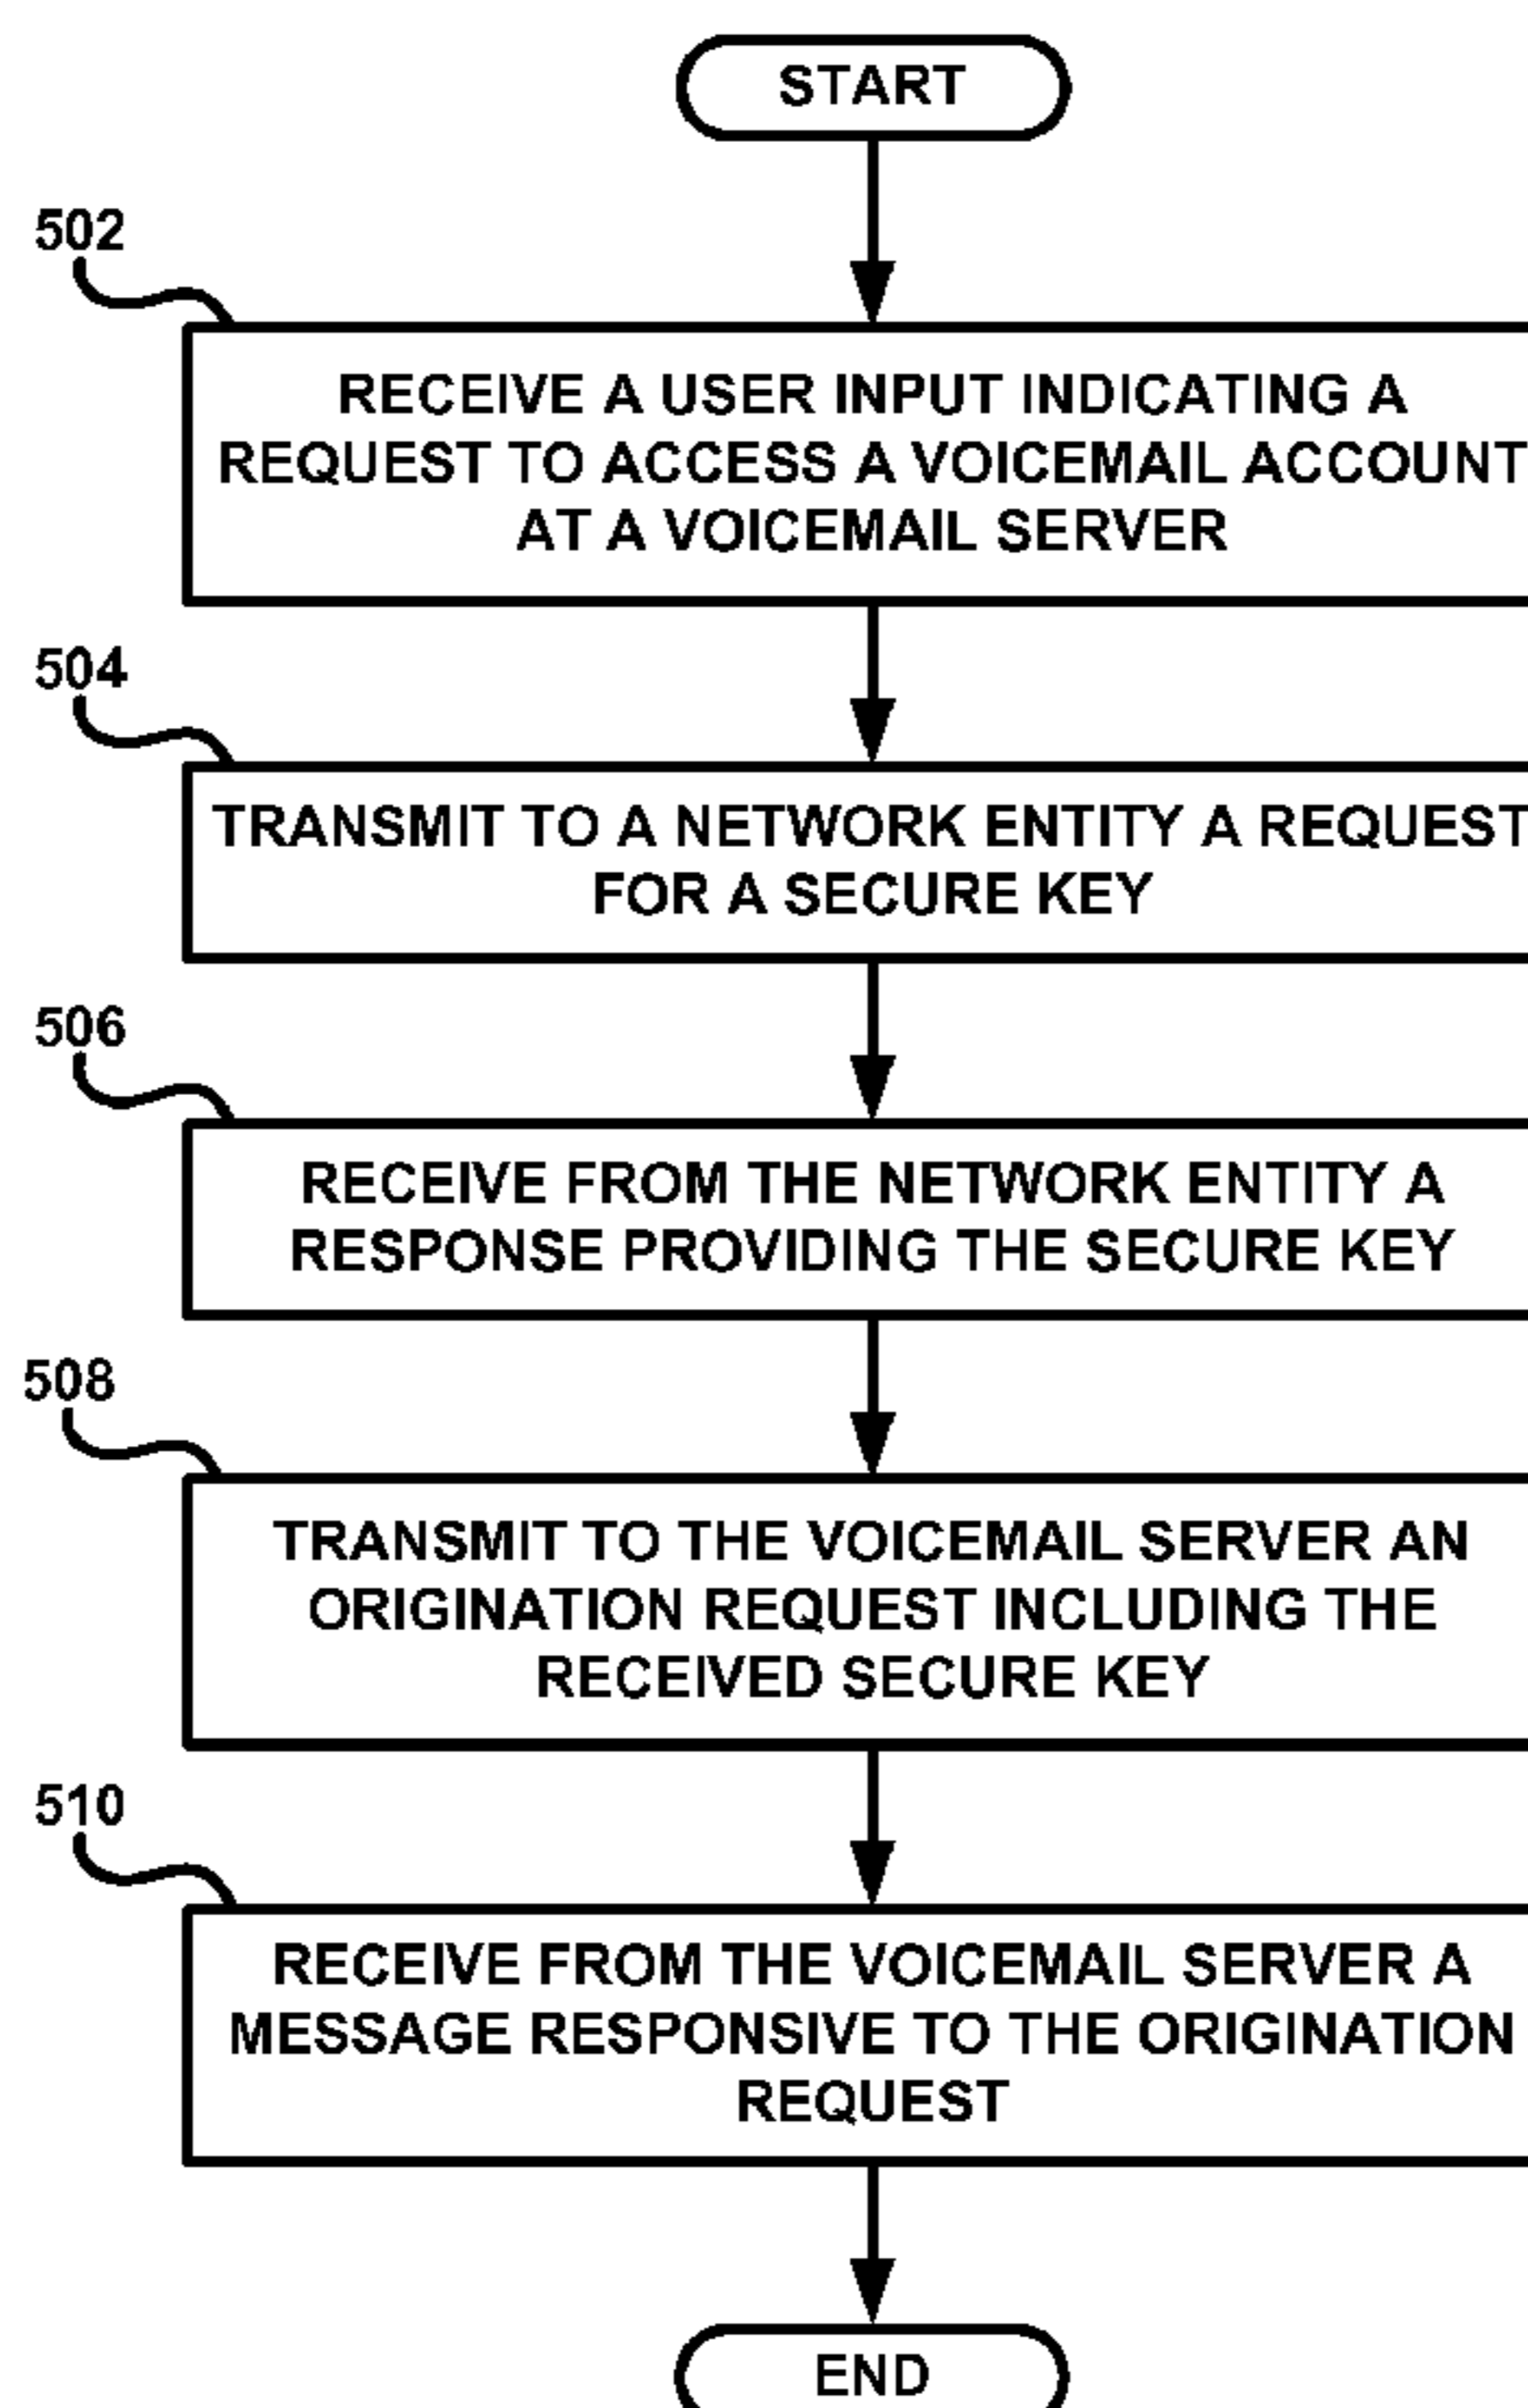 START
502
RECEIVE A USER INPUT INDICATING A
REQUEST TO ACCESS A VOICEMAIL ACCOUNT
AT A VOICEMAIL SERVER
504
TRANSMIT TO A NETWORK ENTITY A REQUEST
FOR A SECURE KEY
506
RECEIVE FROM THE NETWORK ENTITY A
RESPONSE PROVIDING THE SECURE KEY
508
TRANSMIT TO THE VOICEMAIL SERVER AN
ORIGINATION REQUEST INCLUDING THE
RECEIVED SECURE KEY
510
RECEIVE FROM THE VOICEMAIL SERVER A
MESSAGE RESPONSIVE TO THE ORIGINATION
REQUEST
END